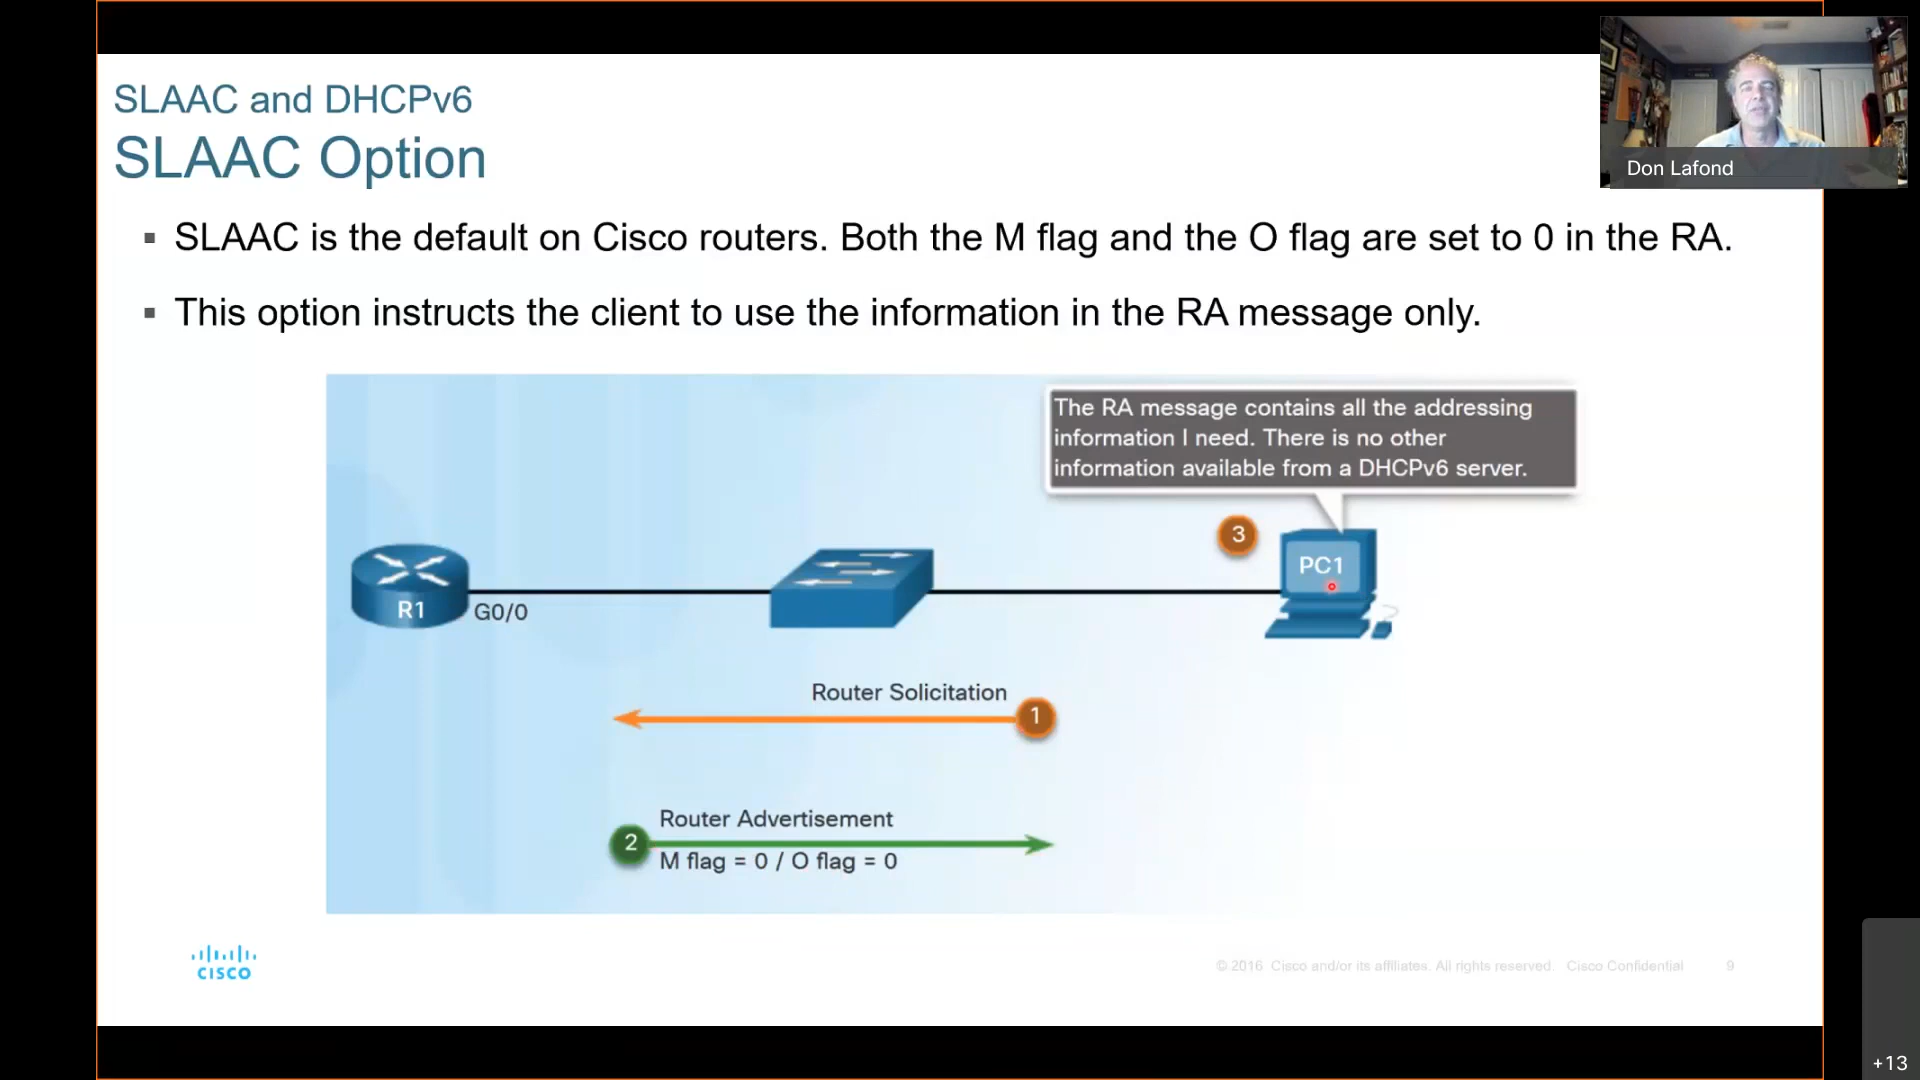 SLAAC and DHCPv6
SLAAC Option
Don Lafond
▪ SLAAC is the default on Cisco routers. Both the M flag and the O flag are set to 0 in the RA.
▪ This option instructs the client to use the information in the RA message only.
The RA message contains all the addressing
information I need. There is no other
information available from a DHCPv6 server.
3
PC1
R1
G0/0
Router Solicitation
1
Router Advertisement
2
M flag = 0 / O flag = 0
CISCO
© 2016 Cisco and/or its affiliates. All rights reserved. Cisco Confidential 9
+13